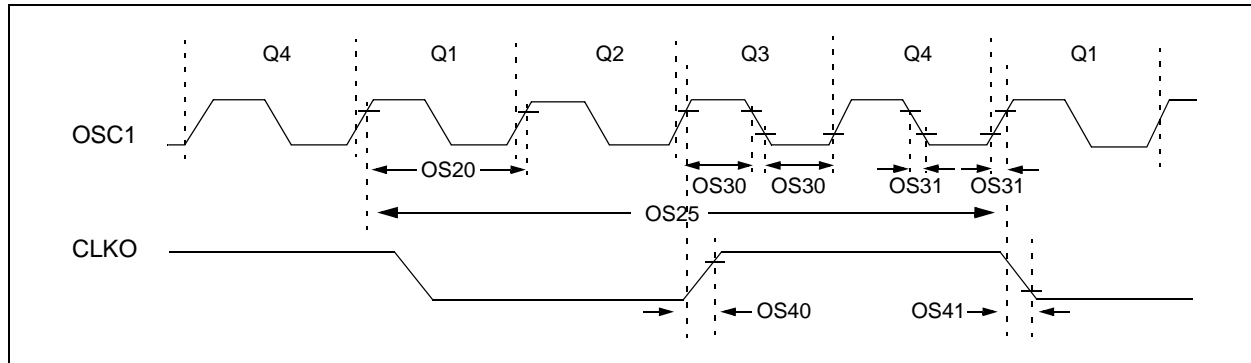 Q4 Q1 Q2 Q3 Q4 Q1
OSC1
OS20 OS30 OS30 OS31 OS31
OS25
CLKO
OS40 OS41